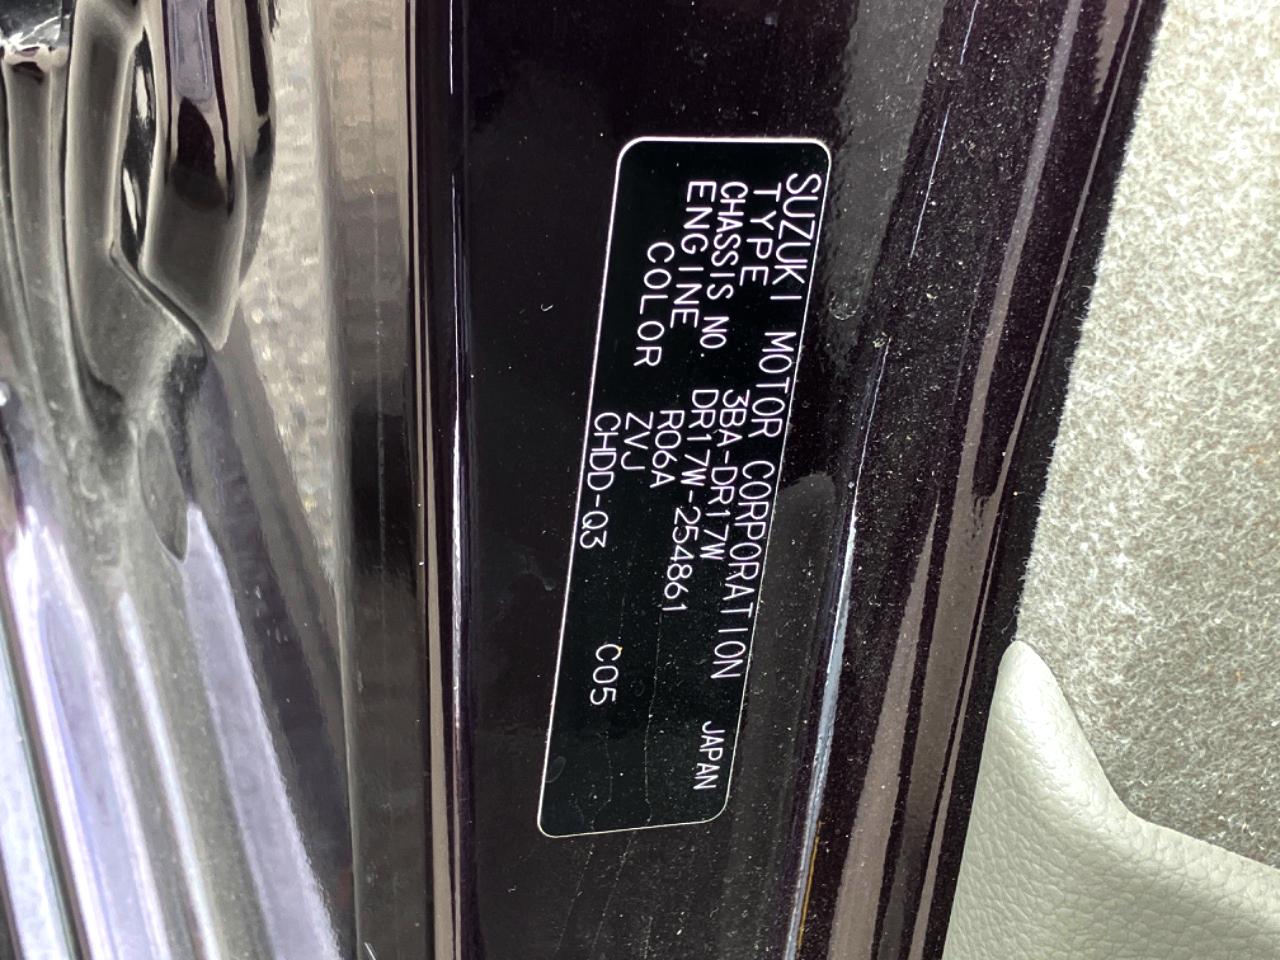 SUZUKI MOTOR CORPORATION JAPAN
TYPE 3BA-DR17W
CHASSIS NO. DR17W-254861
ENGINE R06A
COLOR ZVJ
CHDD-Q3 C05